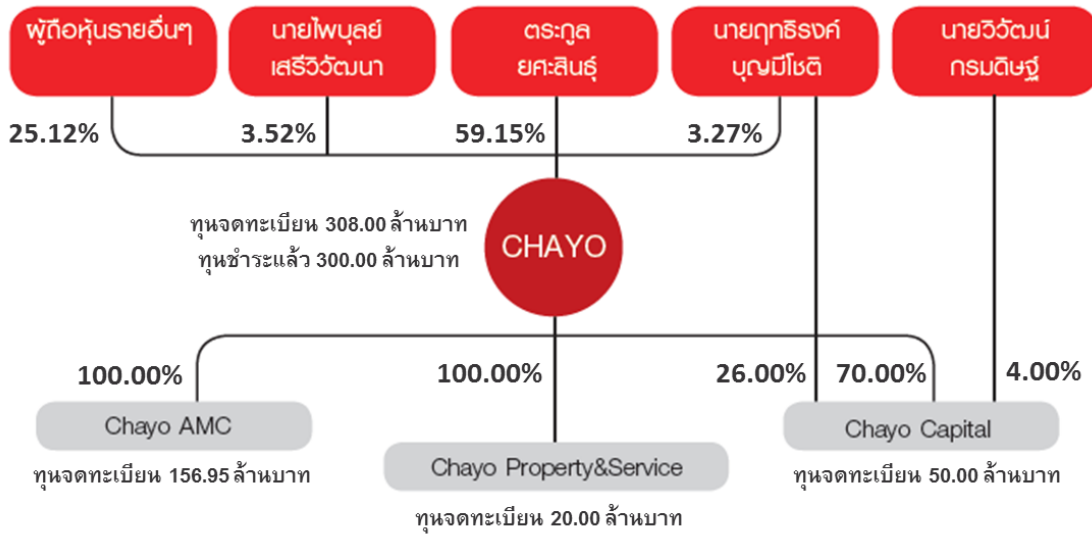 ผู้ถือหุ้นรายอื่นๆ
นายไพบุลย์
เสรีวิวัฒนา
ตระกูล
ยศะสินธุ์
นายฤทธิรงค์
บุญมีโชติ
นายวิวัฒน์
กรมดิษฐ์
25.12%
3.52%
59.15%
3.27%
ทุนจดทะเบียน 308.00 ล้านบาท
ทุนชำระแล้ว 300.00 ล้านบาท
CHAYO
100.00%
100.00%
26.00%
70.00%
4.00%
Chayo AMC
ทุนจดทะเบียน 156.95 ล้านบาท
Chayo Property&Service
ทุนจดทะเบียน 20.00 ล้านบาท
Chayo Capital
ทุนจดทะเบียน 50.00 ล้านบาท